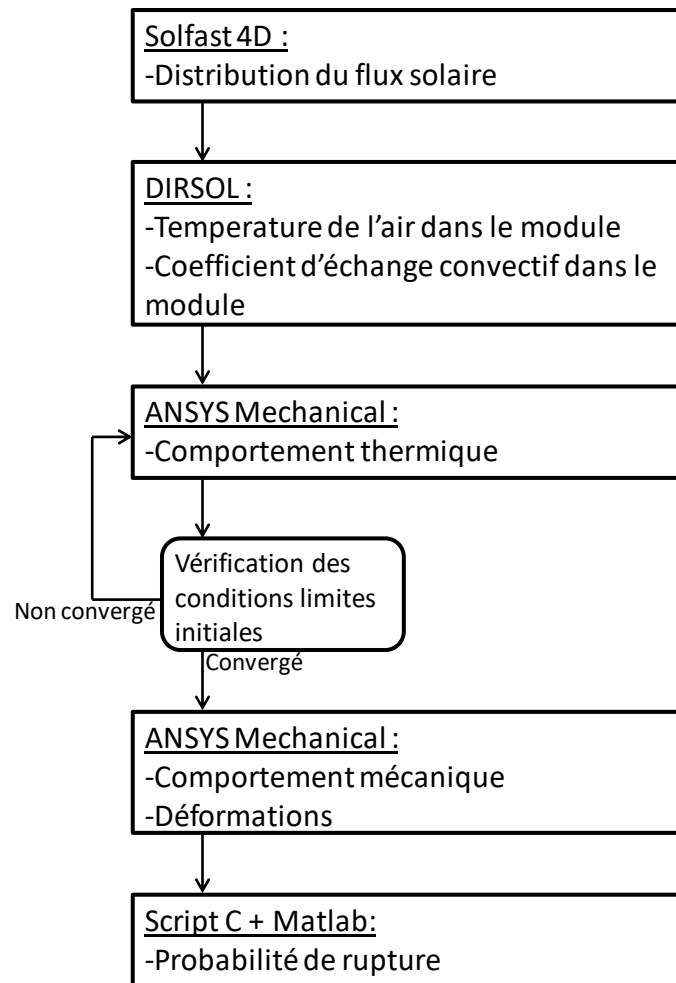 Solfast 4D :
-Distribution du flux solaire
DIRSOL :
-Temperature de l'air dans le module
-Coefficient d'échange convectif dans le
module
ANSYS Mechanical :
-Comportement thermique
Vérification des
conditions limites
initiales
Non convergé
Convergé
ANSYS Mechanical :
-Comportement mécanique
-Déformations
Script C + Matlab:
-Probabilité de rupture